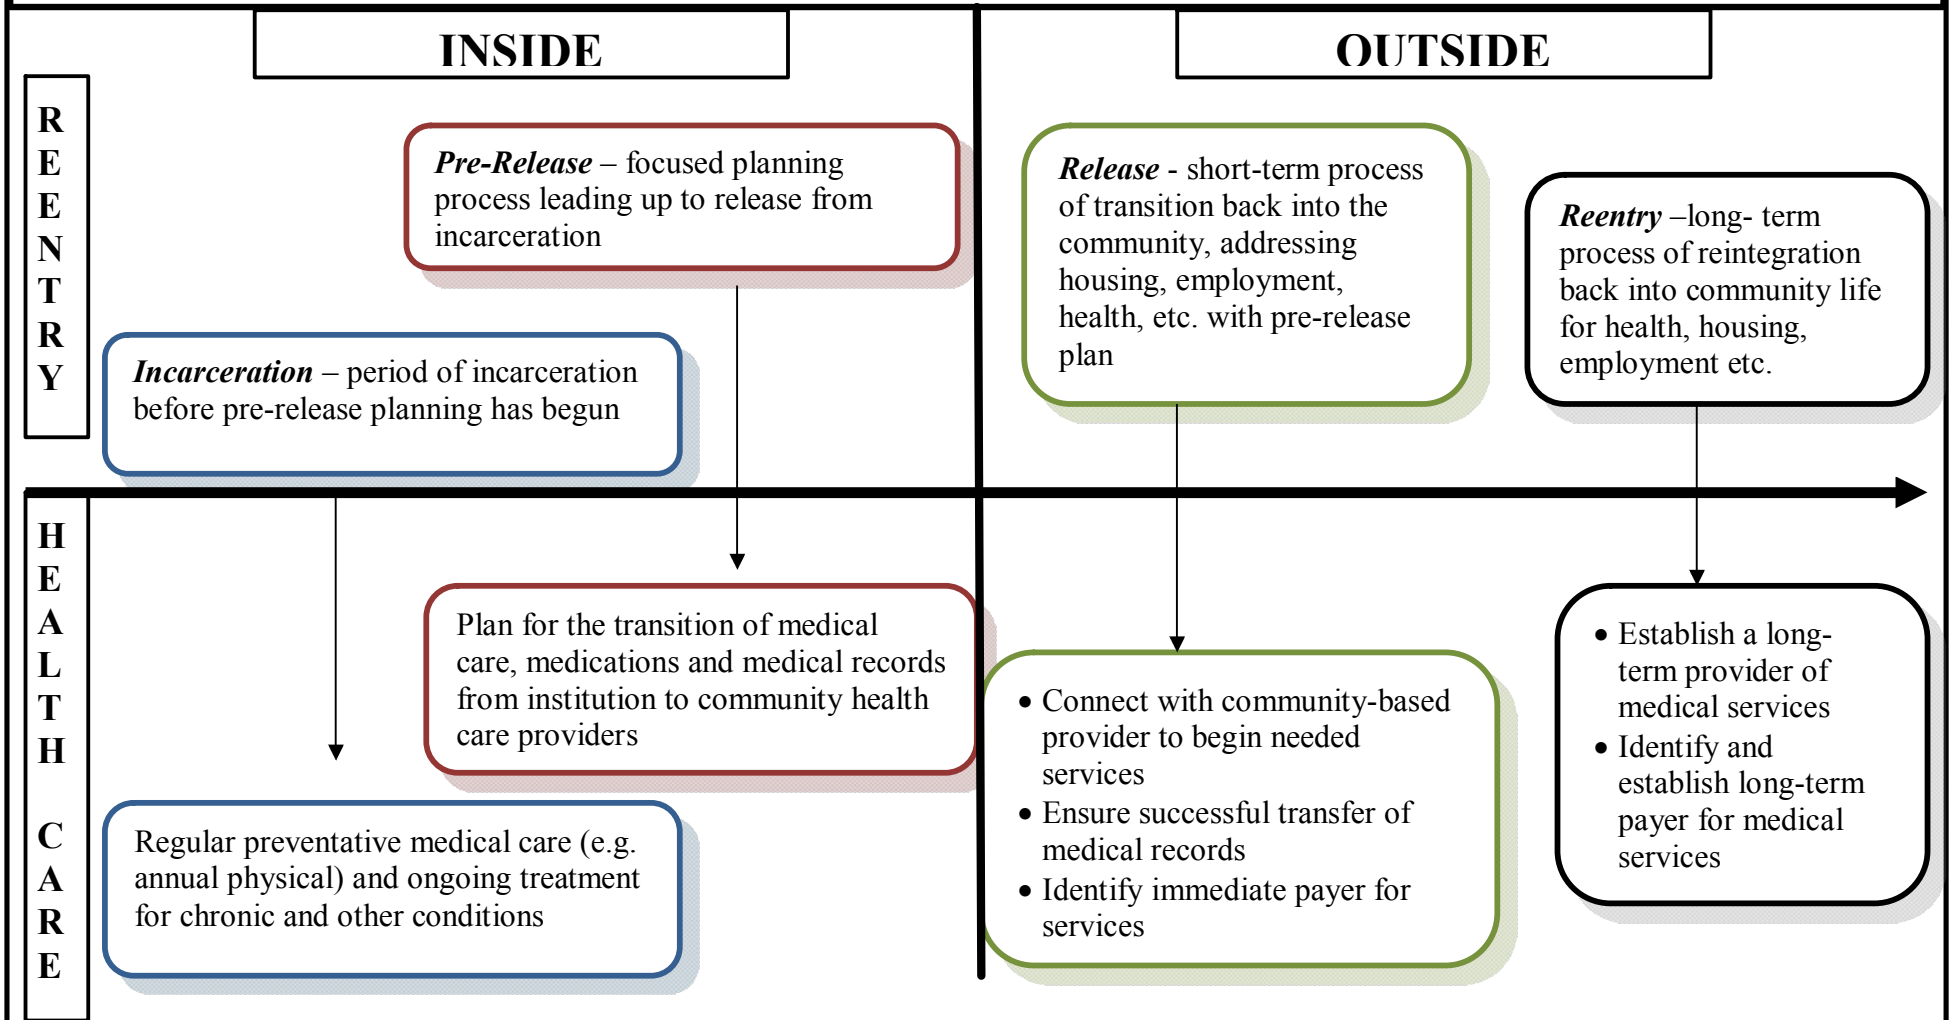 INSIDE
OUTSIDE
REENTRY
Pre-Release – focused planning
process leading up to release from
incarceration
Incarceration – period of incarceration
before pre-release planning has begun
Release - short-term process
of transition back into the
community, addressing
housing, employment,
health, etc. with pre-release
plan
Reentry –long- term
process of reintegration
back into community life
for health, housing,
employment etc.
HEALTH CARE
Plan for the transition of medical
care, medications and medical records
from institution to community health
care providers
Regular preventative medical care (e.g.
annual physical) and ongoing treatment
for chronic and other conditions
• Connect with community-based
provider to begin needed
services
• Ensure successful transfer of
medical records
• Identify immediate payer for
services
• Establish a long-
term provider of
medical services
• Identify and
establish long-term
payer for medical
services